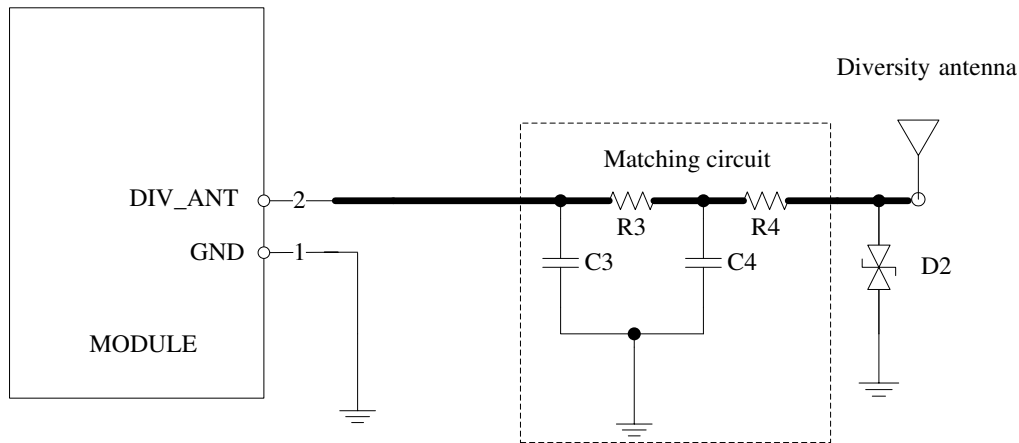 Diversity antenna
Matching circuit
DIV_ANT 2
R3 R4
GND 1
C3 C4 D2
MODULE